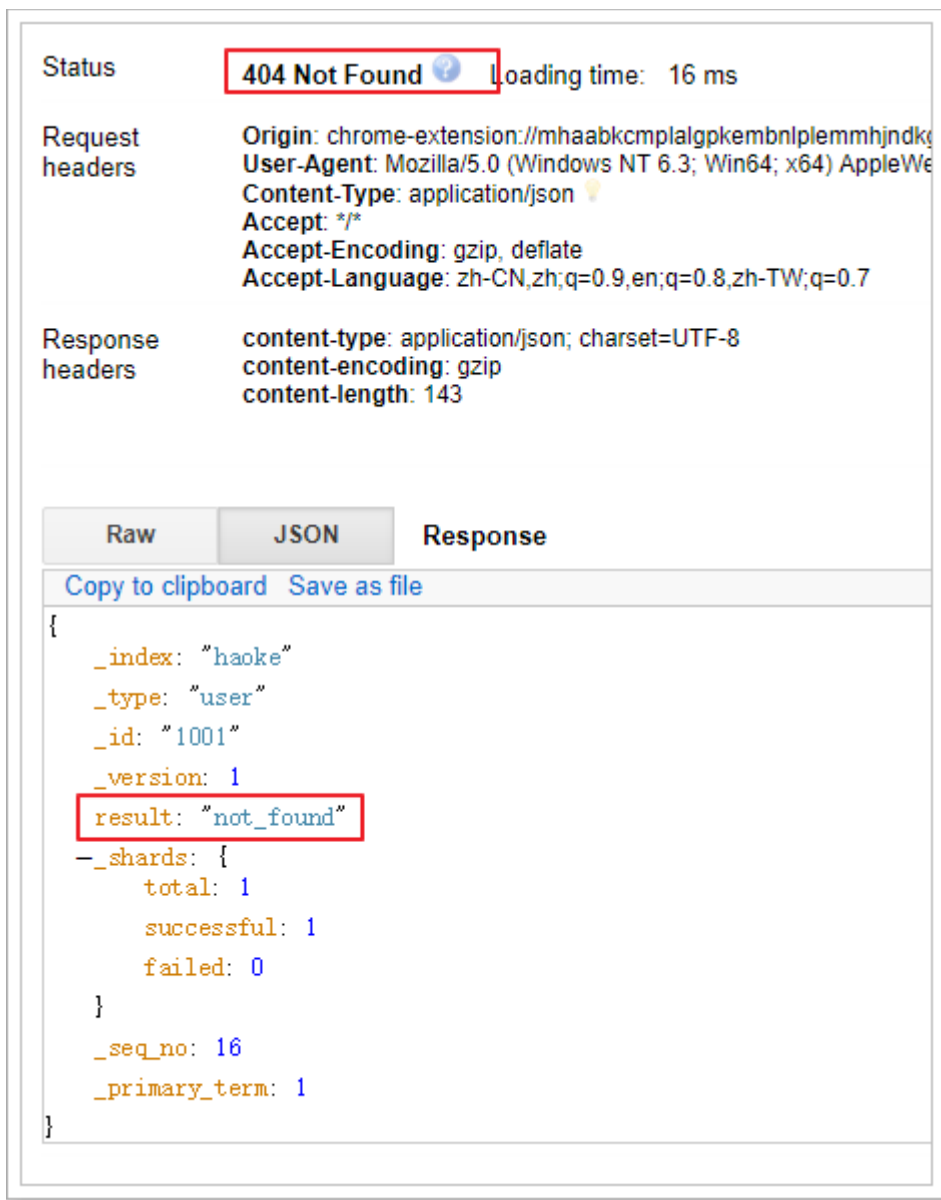 Status 404 Not Found ? Loading time: 16 ms
Request headers
Origin: chrome-extension://mhaabkcmplalgpkembnlplemmhjndkg
User-Agent: Mozilla/5.0 (Windows NT 6.3; Win64; x64) AppleWe
Content-Type: application/json
Accept: */*
Accept-Encoding: gzip, deflate
Accept-Language: zh-CN,zh;q=0.9,en;q=0.8,zh-TW;q=0.7
Response headers
content-type: application/json; charset=UTF-8
content-encoding: gzip
content-length: 143
Raw JSON Response
Copy to clipboard Save as file
{
_index: "haoke"
_type: "user"
_id: "1001"
_version: 1
result: "not_found"
-_shards: {
total: 1
successful: 1
failed: 0
}
_seq_no: 16
_primary_term: 1
}